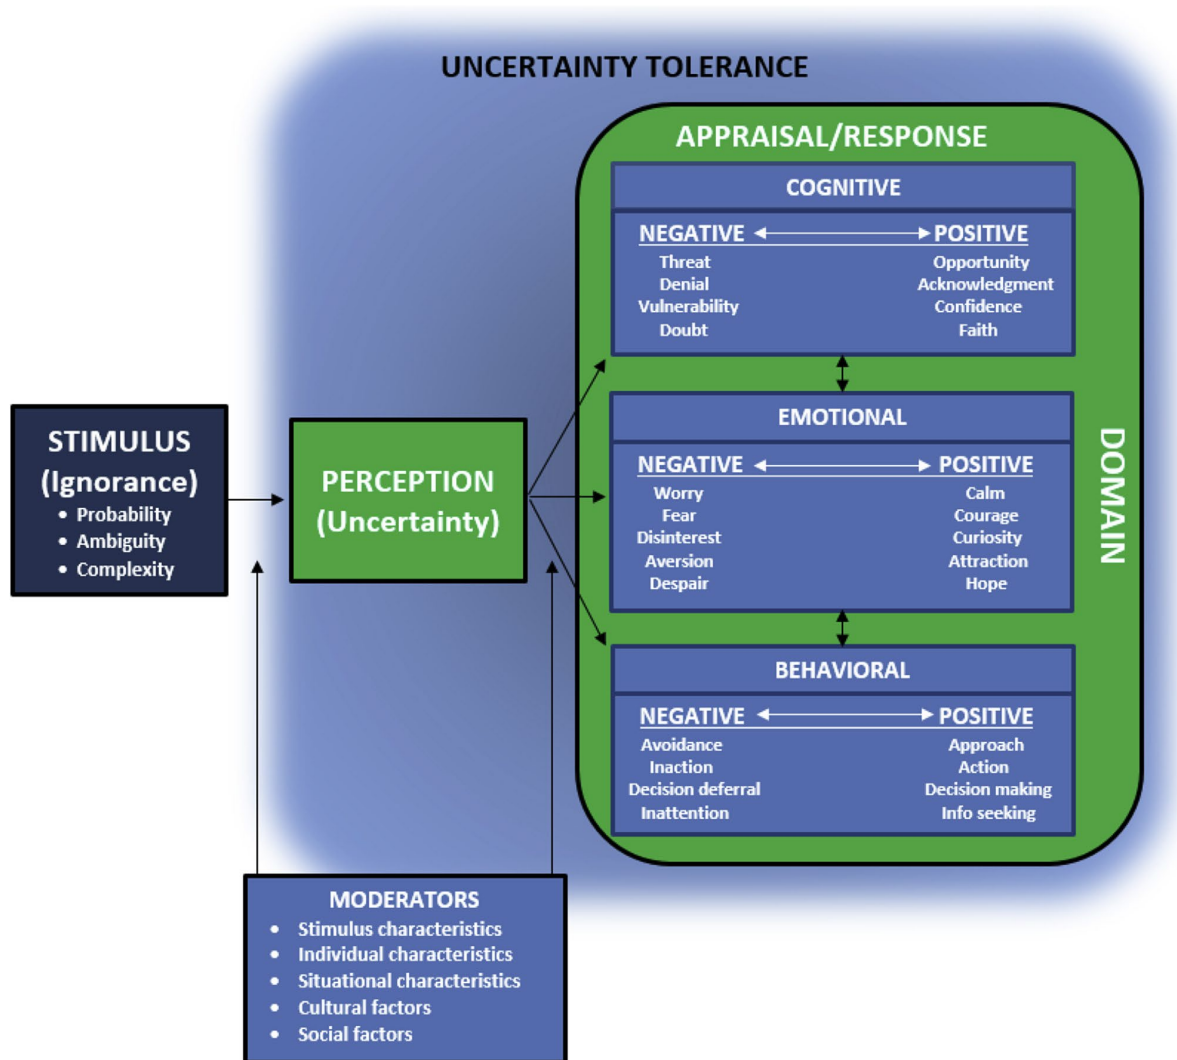 UNCERTAINTY TOLERANCE
APPRAISAL/RESPONSE
COGNITIVE
NEGATIVE POSITIVE
Threat Opportunity
Denial Acknowledgment
Vulnerability Confidence
Doubt Faith
EMOTIONAL
NEGATIVE POSITIVE
Worry Calm
Fear Courage
Disinterest Curiosity
Aversion Attraction
Despair Hope
BEHAVIORAL
NEGATIVE POSITIVE
Avoidance Approach
Inaction Action
Decision deferral Decision making
Inattention Info seeking
DOMAIN
STIMULUS
(Ignorance)
• Probability
• Ambiguity
• Complexity
PERCEPTION
(Uncertainty)
MODERATORS
• Stimulus characteristics
• Individual characteristics
• Situational characteristics
• Cultural factors
• Social factors